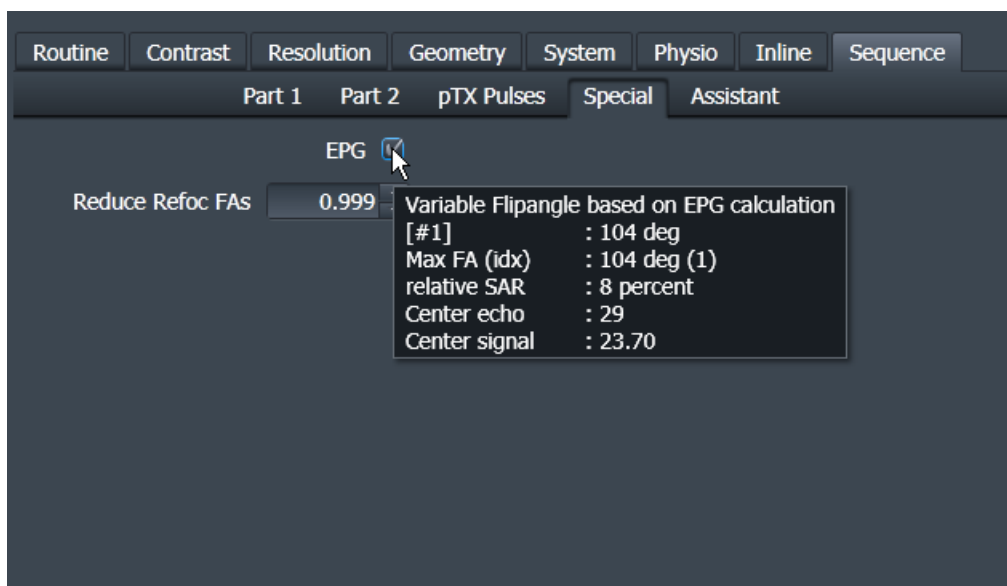 Routine Contrast Resolution Geometry System Physio Inline Sequence
Part 1 Part 2 pTX Pulses Special Assistant
EPG
Reduce Refoc FAs 0.999
Variable Flipangle based on EPG calculation
[#1] : 104 deg
Max FA (idx) : 104 deg (1)
relative SAR : 8 percent
Center echo : 29
Center signal : 23.70